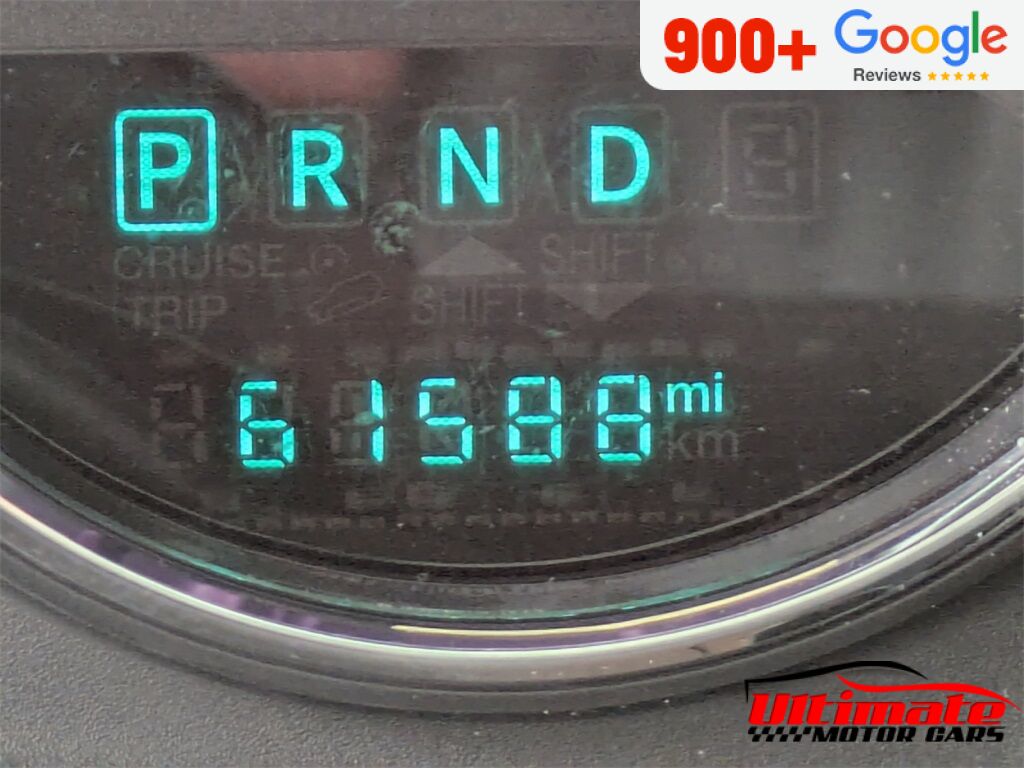 900+ Google
Reviews
P R N D
CRUISE SHIFT
TRIP SHIFT
61588 mi
km
Ultimate
MOTOR CARS